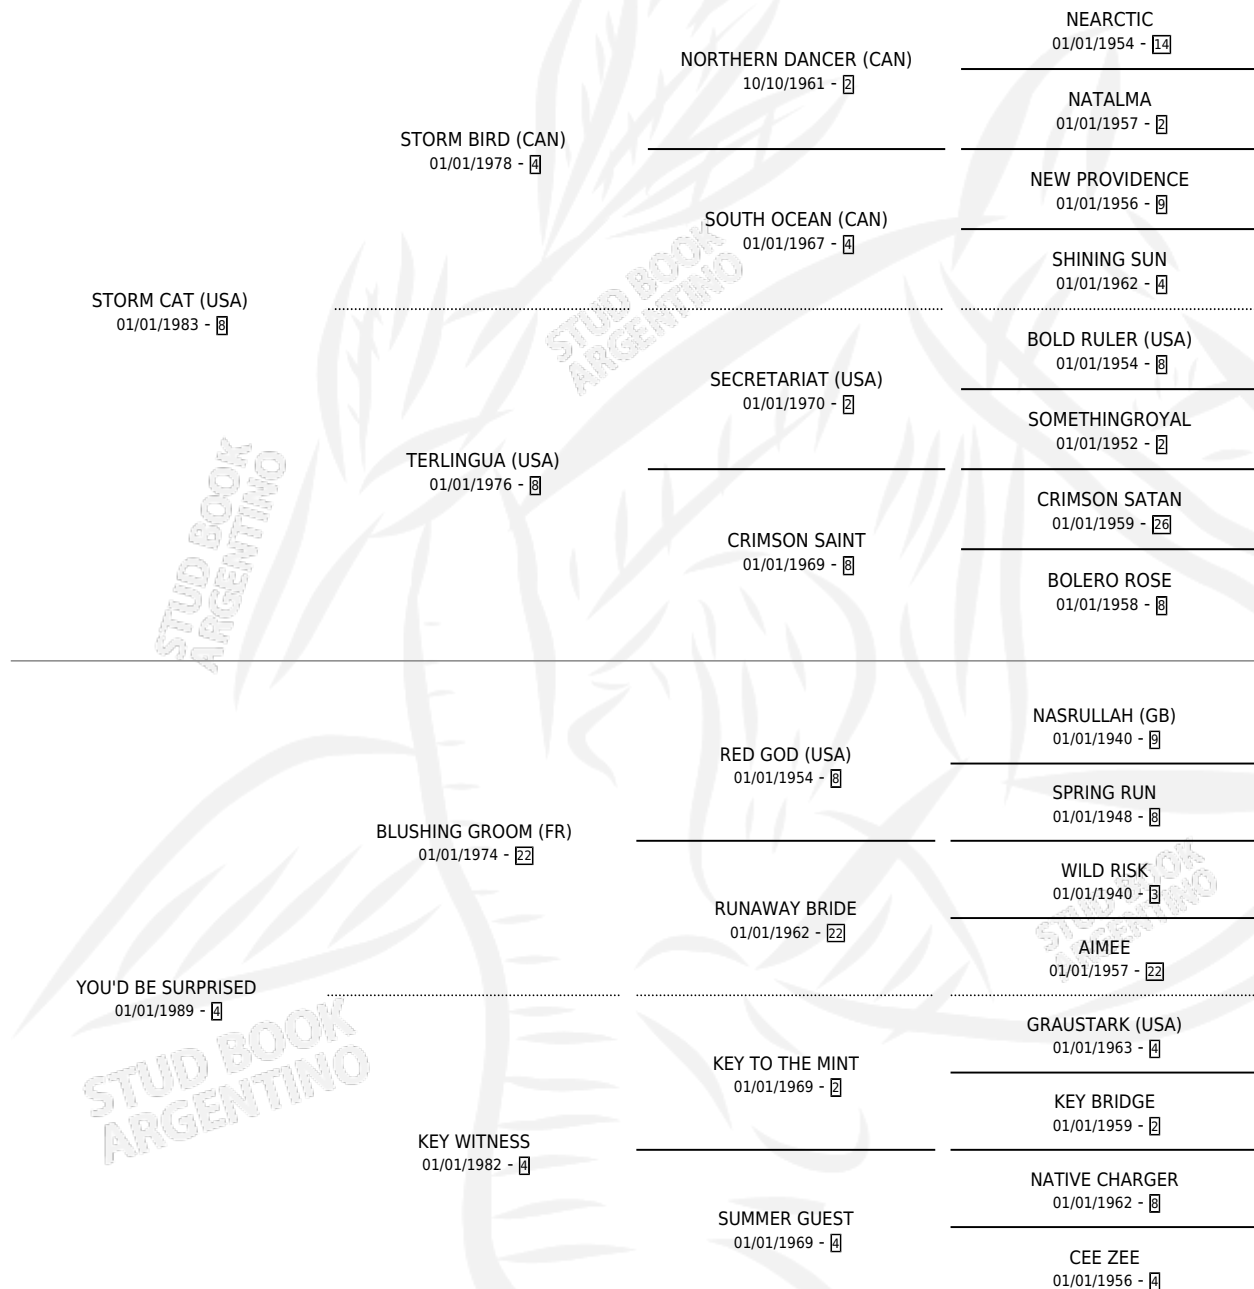 NEARCTIC
01/01/1954 - 14
NORTHERN DANCER (CAN)
10/10/1961 - 2
NATALMA
01/01/1957 - 2
STORM BIRD (CAN)
01/01/1978 - 4
NEW PROVIDENCE
01/01/1956 - 9
SOUTH OCEAN (CAN)
01/01/1967 - 4
SHINING SUN
01/01/1962 - 4
STORM CAT (USA)
01/01/1983 - 8
STUD BOOK
ARGENTINO
BOLD RULER (USA)
01/01/1954 - 8
SECRETARIAT (USA)
01/01/1970 - 2
SOMETHINGROYAL
01/01/1952 - 2
TERLINGUA (USA)
01/01/1976 - 8
CRIMSON SATAN
01/01/1959 - 26
CRIMSON SAINT
01/01/1969 - 8
BOLERO ROSE
01/01/1958 - 8
STUD BOOK
ARGENTINO
NASRULLAH (GB)
01/01/1940 - 9
RED GOD (USA)
01/01/1954 - 8
SPRING RUN
01/01/1948 - 8
BLUSHING GROOM (FR)
01/01/1974 - 22
WILD RISK
01/01/1940 - 3
RUNAWAY BRIDE
01/01/1962 - 22
AIMEE
01/01/1957 - 22
STUD BOOK
ARGENTINO
YOU'D BE SURPRISED
01/01/1989 - 4
GRAUSTARK (USA)
01/01/1963 - 4
KEY TO THE MINT
01/01/1969 - 2
KEY BRIDGE
01/01/1959 - 2
STUD BOOK
ARGENTINO
KEY WITNESS
01/01/1982 - 4
NATIVE CHARGER
01/01/1962 - 8
SUMMER GUEST
01/01/1969 - 4
CEE ZEE
01/01/1956 - 4